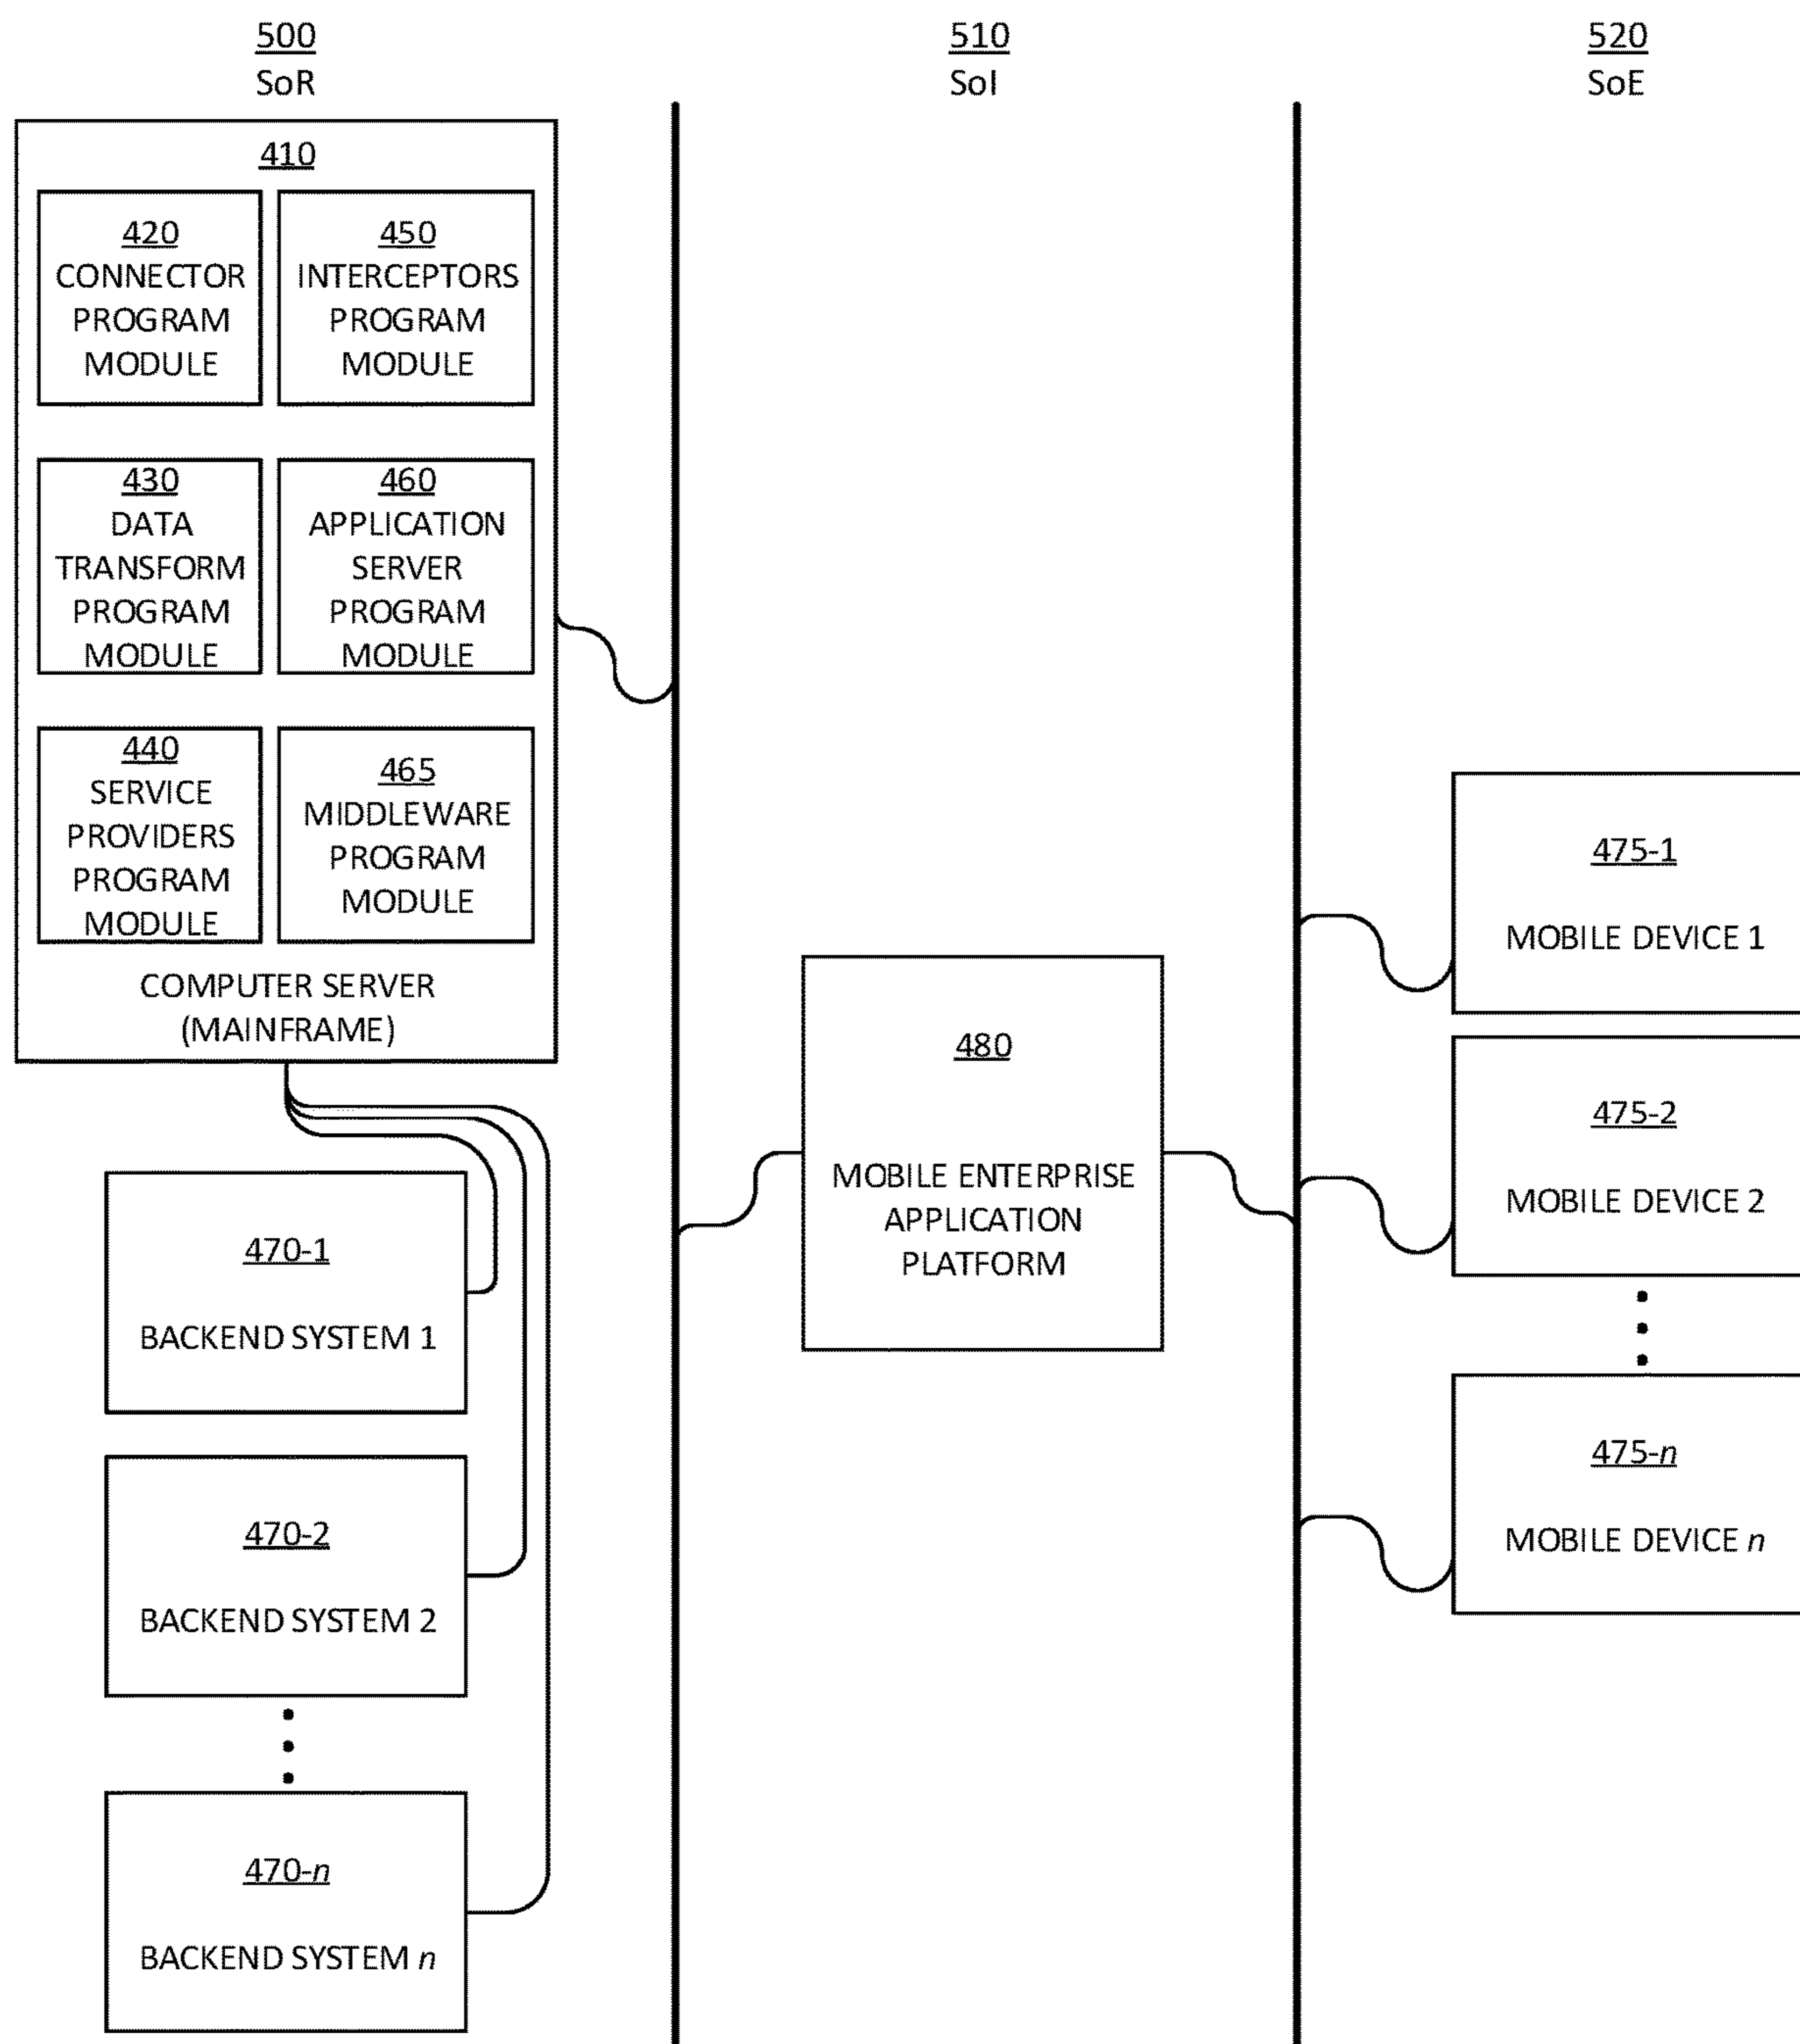 500
SoR
510
SoI
520
SoE
410
420
CONNECTOR
PROGRAM
MODULE
450
INTERCEPTORS
PROGRAM
MODULE
430
DATA
TRANSFORM
PROGRAM
MODULE
460
APPLICATION
SERVER
PROGRAM
MODULE
440
SERVICE
PROVIDERS
PROGRAM
MODULE
465
MIDDLEWARE
PROGRAM
MODULE
COMPUTER SERVER
(MAINFRAME)
470-1
BACKEND SYSTEM 1
470-2
BACKEND SYSTEM 2
470-n
BACKEND SYSTEM n
480
MOBILE ENTERPRISE
APPLICATION
PLATFORM
475-1
MOBILE DEVICE 1
475-2
MOBILE DEVICE 2
475-n
MOBILE DEVICE n